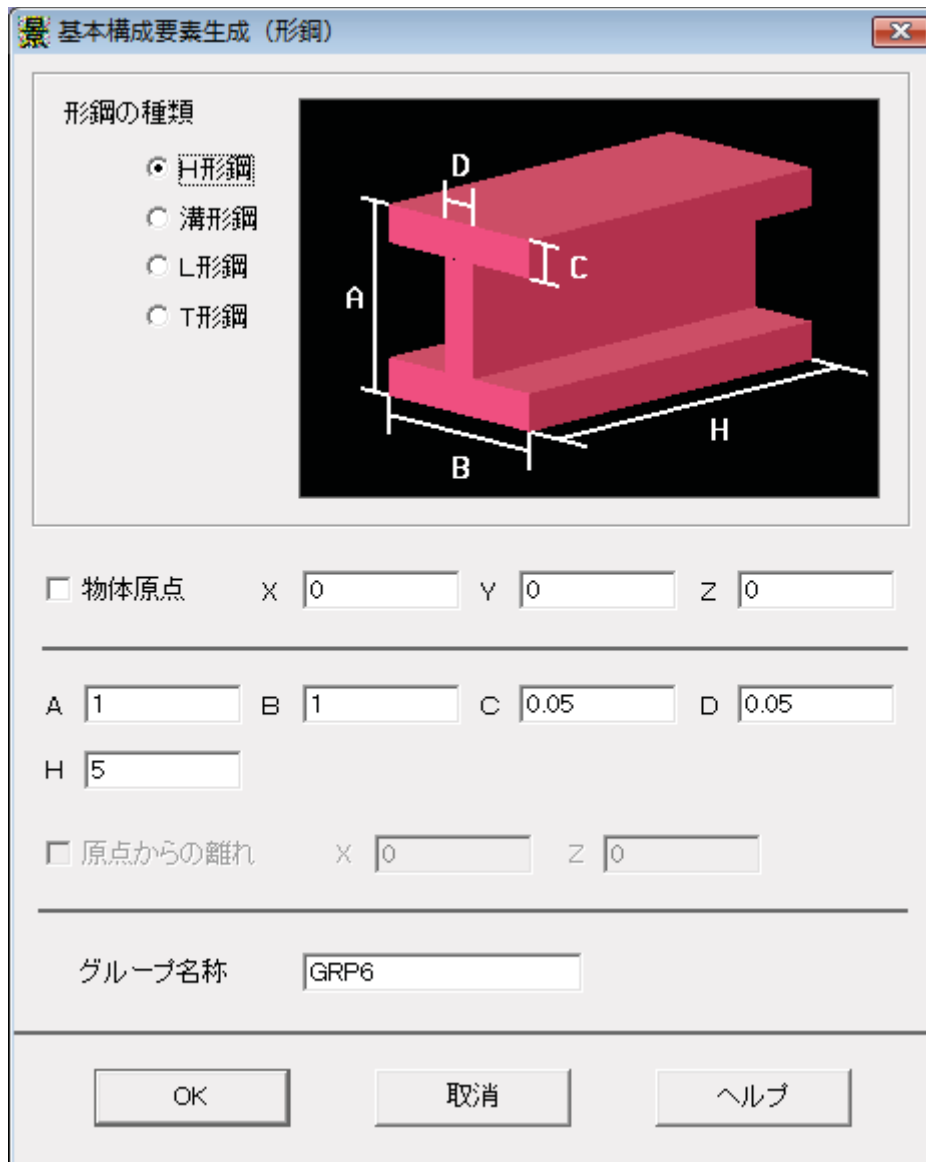 景 基本構成要素生成（形鋼）
形鋼の種類
H形鋼
溝形鋼
L形鋼
T形鋼
D
C
A
H
B
物体原点 X 0 Y 0 Z 0
A 1 B 1 C 0.05 D 0.05
H 5
原点からの離れ X 0 Z 0
グループ名称 GRP6
OK 取消 ヘルプ